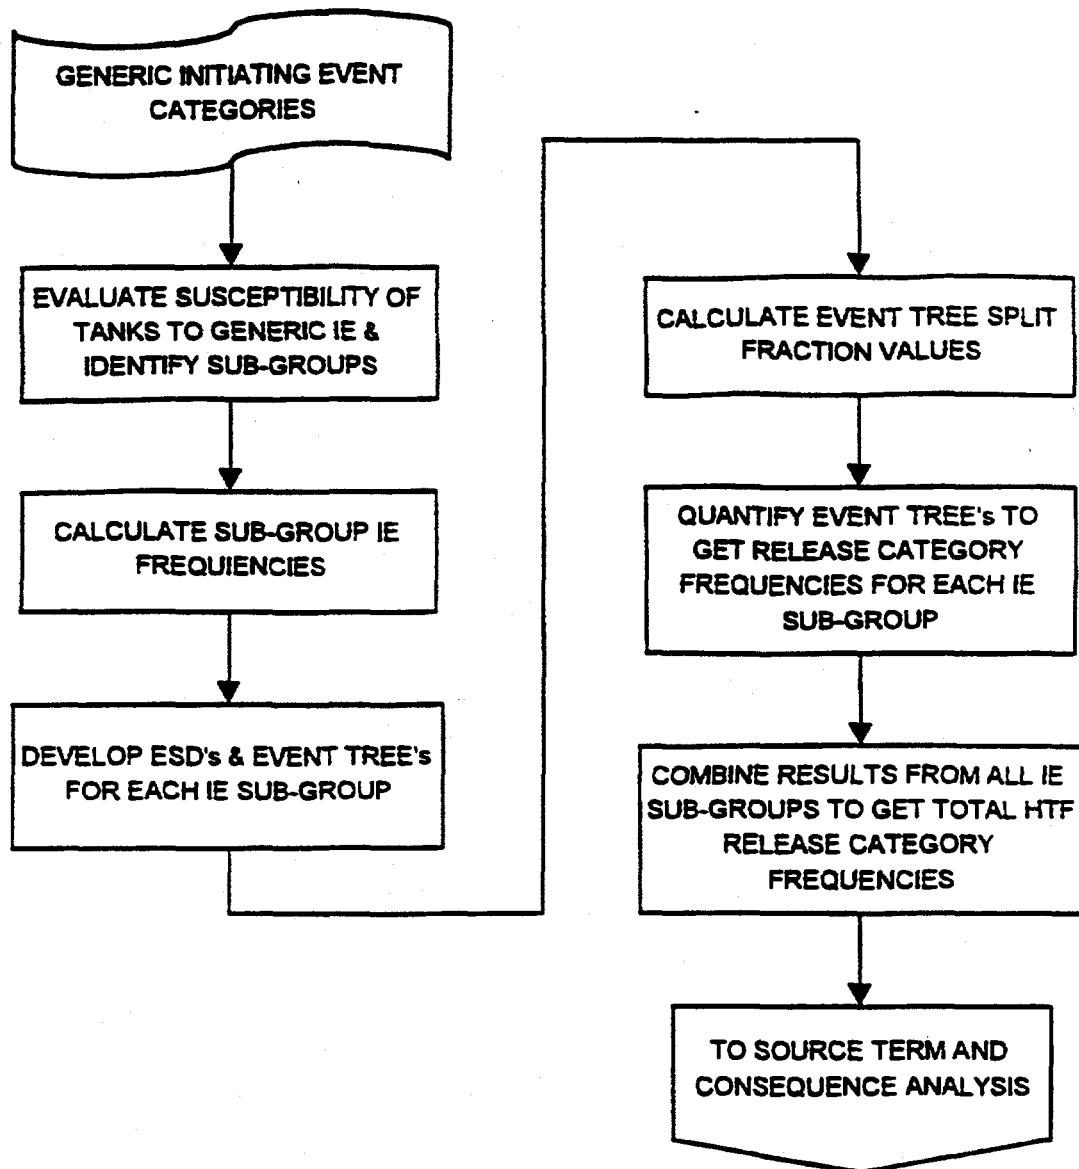 GENERIC INITIATING EVENT
CATEGORIES
EVALUATE SUSCEPTIBILITY OF
TANKS TO GENERIC IE &
IDENTIFY SUB-GROUPS
CALCULATE SUB-GROUP IE
FREQUIENCIES
DEVELOP ESD's & EVENT TREE's
FOR EACH IE SUB-GROUP
CALCULATE EVENT TREE SPLIT
FRACTION VALUES
QUANTIFY EVENT TREE's TO
GET RELEASE CATEGORY
FREQUENCIES FOR EACH IE
SUB-GROUP
COMBINE RESULTS FROM ALL IE
SUB-GROUPS TO GET TOTAL HTF
RELEASE CATEGORY
FREQUENCIES
TO SOURCE TERM AND
CONSEQUENCE ANALYSIS